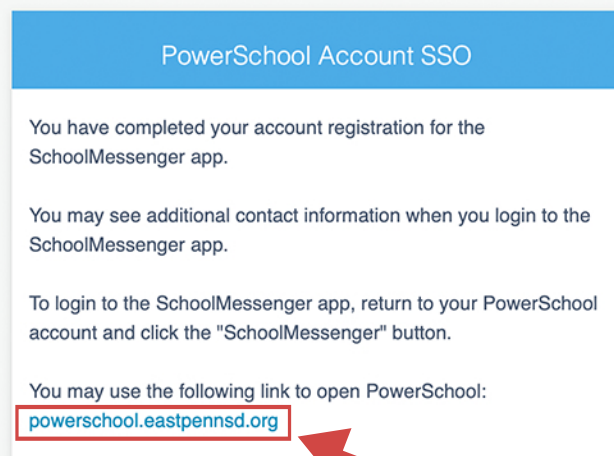 PowerSchool Account SSO
You have completed your account registration for the
SchoolMessenger app.
You may see additional contact information when you login to the
SchoolMessenger app.
To login to the SchoolMessenger app, return to your PowerSchool
account and click the "SchoolMessenger" button.
You may use the following link to open PowerSchool:
powerschool.eastpennsd.org